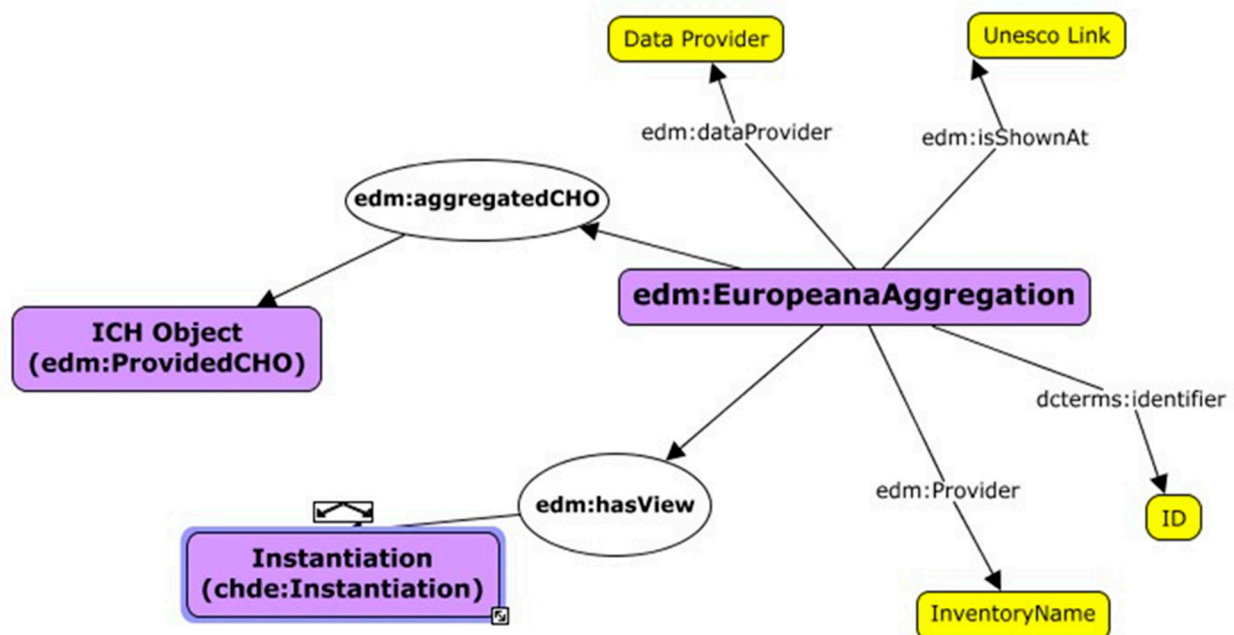 Data Provider
Unesco Link
edm:dataProvider
edm:isShownAt
edm:aggregatedCHO
edm:EuropeanaAggregation
ICH Object
(edm:ProvidedCHO)
dcterms:identifier
edm:Provider
edm:hasView
ID
Instantiation
(chde:Instantiation)
InventoryName